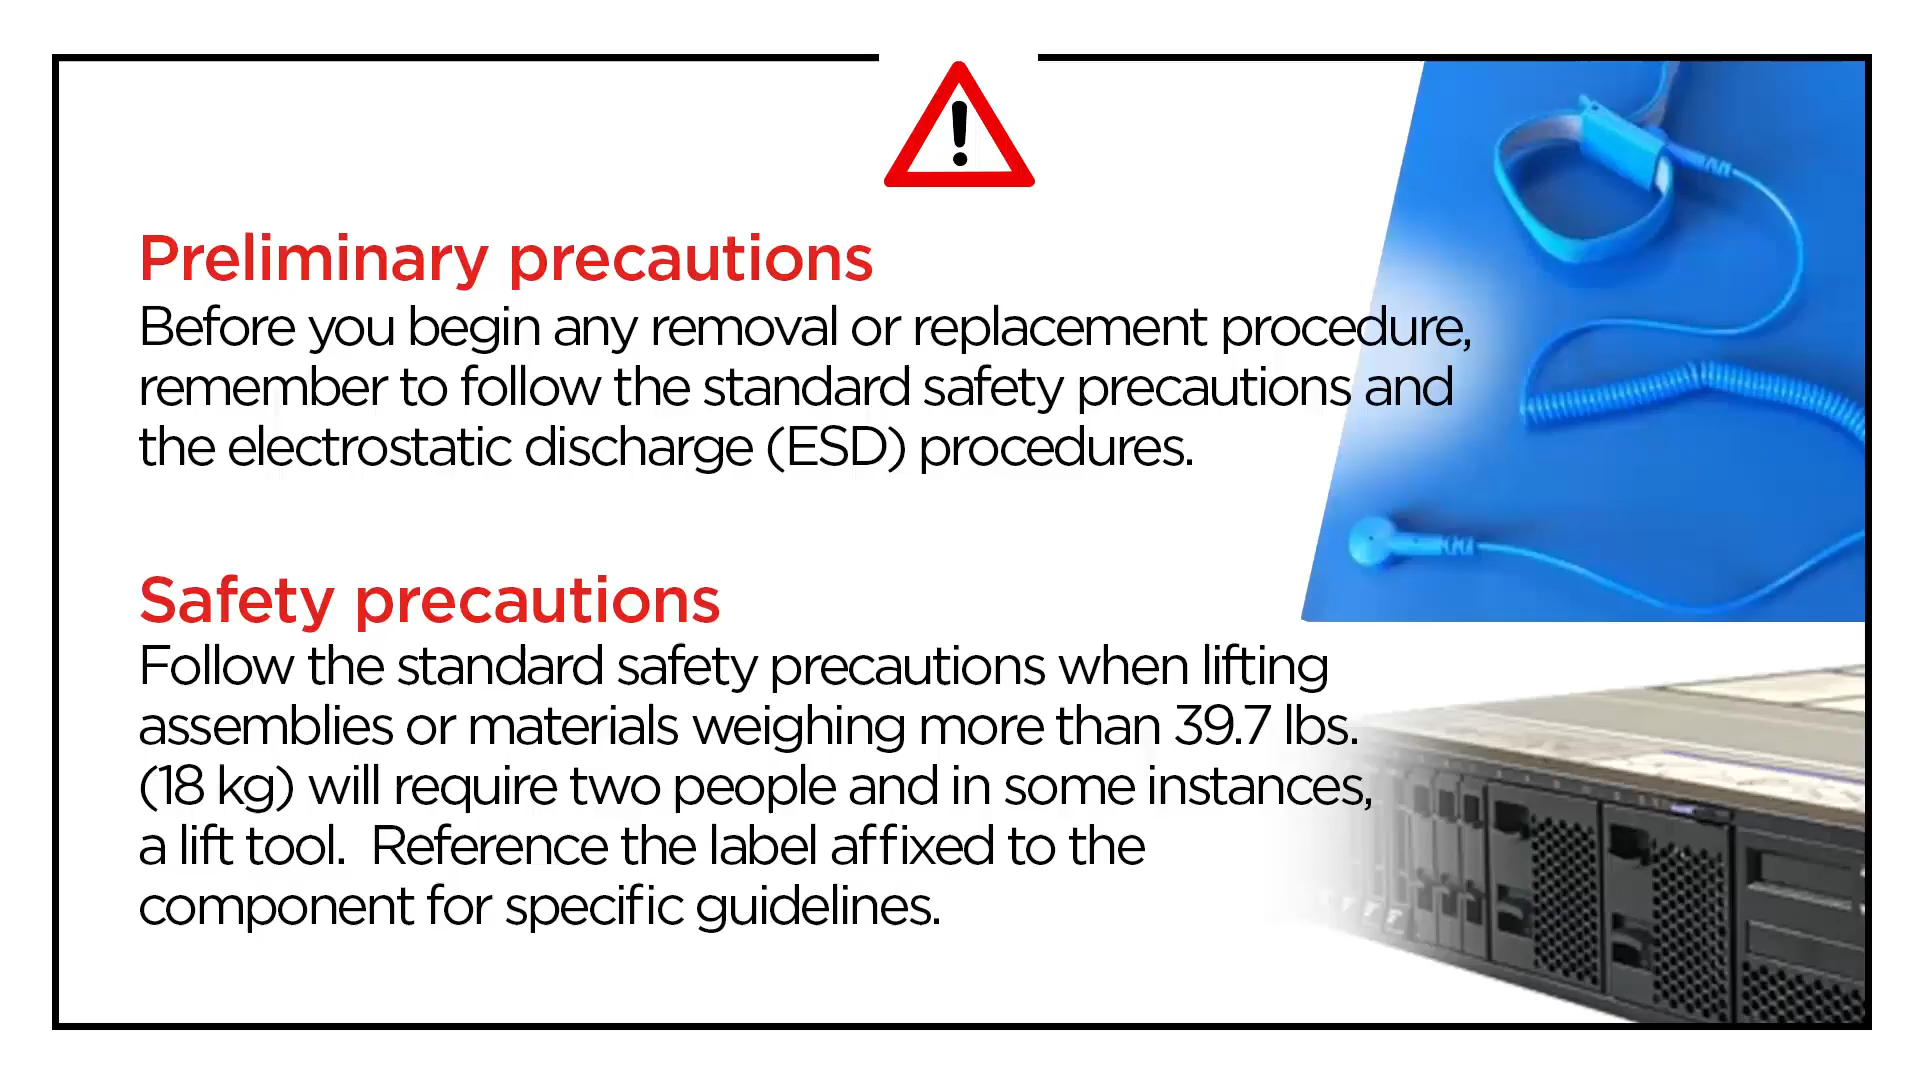 Preliminary precautions
Before you begin any removal or replacement procedure,
remember to follow the standard safety precautions and
the electrostatic discharge (ESD) procedures.
Safety precautions
Follow the standard safety precautions when lifting
assemblies or materials weighing more than 39.7 lbs.
(18 kg) will require two people and in some instances,
a lift tool.  Reference the label affixed to the
component for specific guidelines.